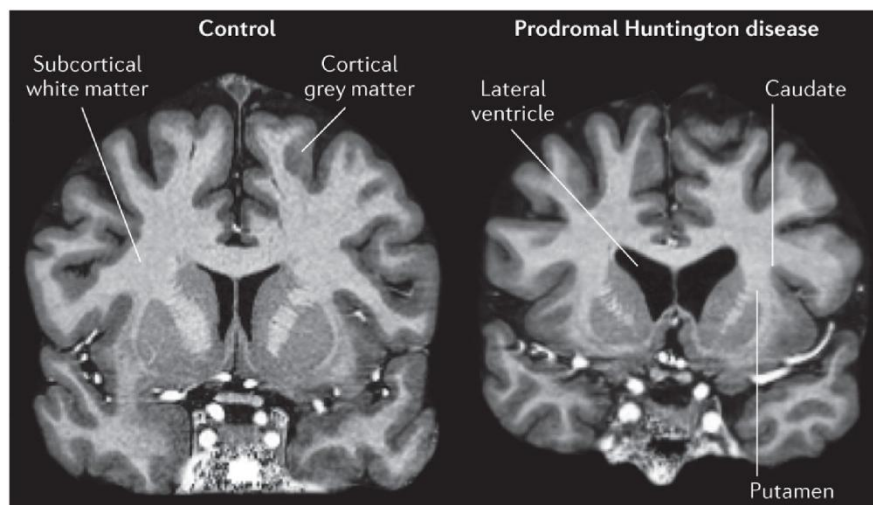 Control
Prodromal Huntington disease
Subcortical
white matter
Cortical
grey matter
Lateral
ventricle
Caudate
Putamen